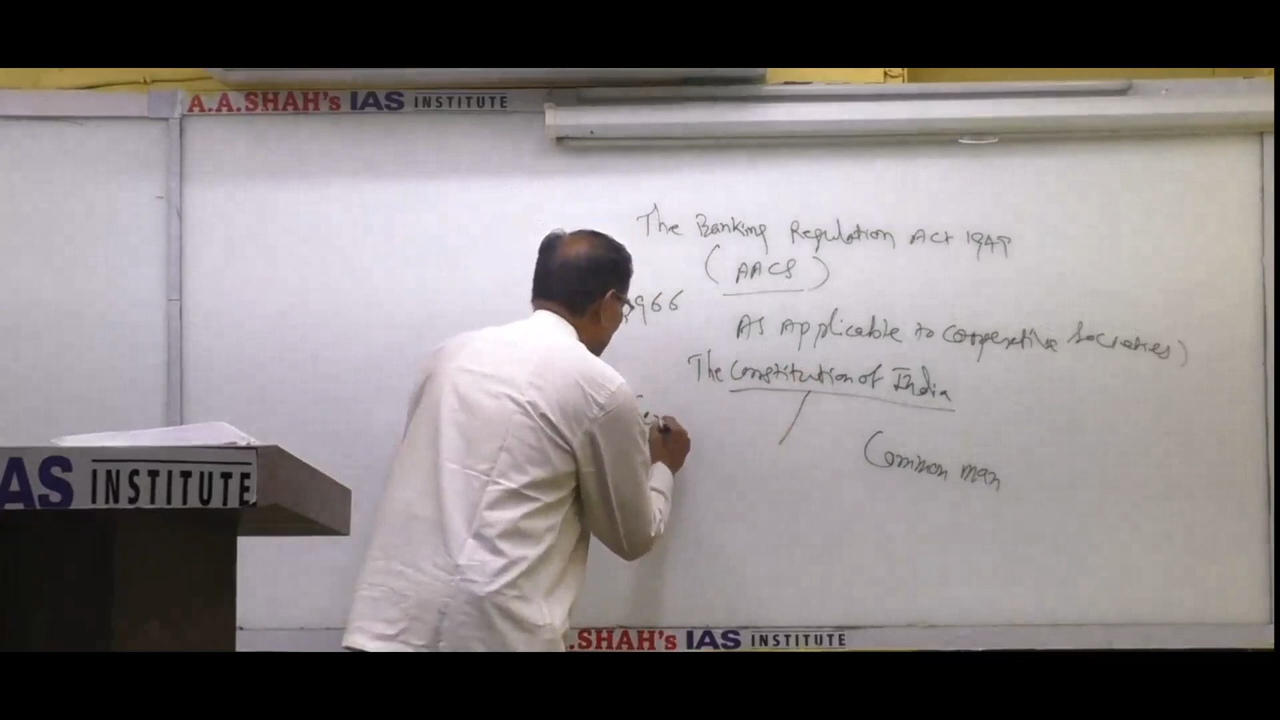 A.A.SHAH's IAS INSTITUTE
The Banking Regulation Act 1949
(AACS)
1966
As Applicable to cooperative Societies)
The Constitution of India
Common man
AS INSTITUTE
.SHAH's IAS INSTITUTE